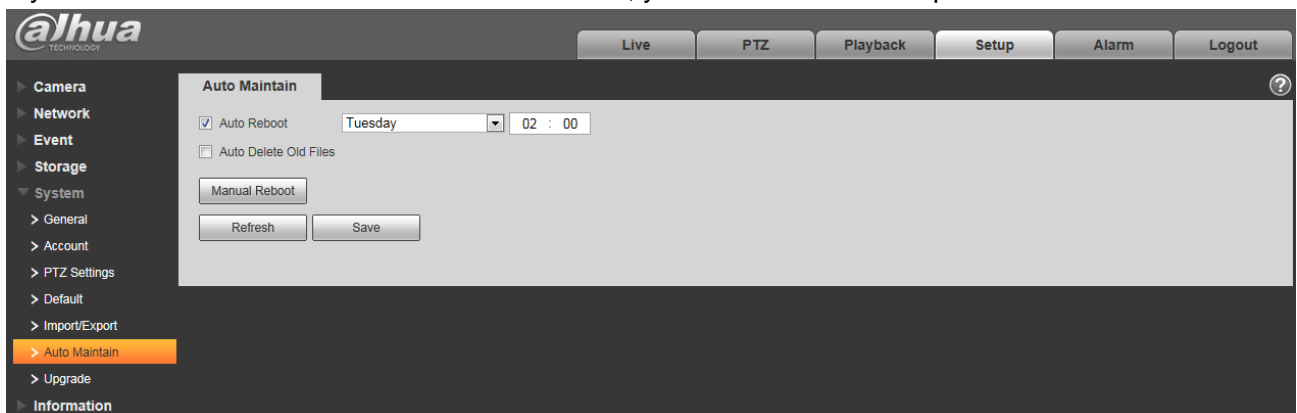 alhua
TECHNOLOGY
Live PTZ Playback Setup Alarm Logout
Camera
Network
Event
Storage
System
> General
> Account
> PTZ Settings
> Default
> Import/Export
> Auto Maintain
> Upgrade
Information
Auto Maintain
?
Auto Reboot Tuesday 02 : 00
Auto Delete Old Files
Manual Reboot
Refresh Save